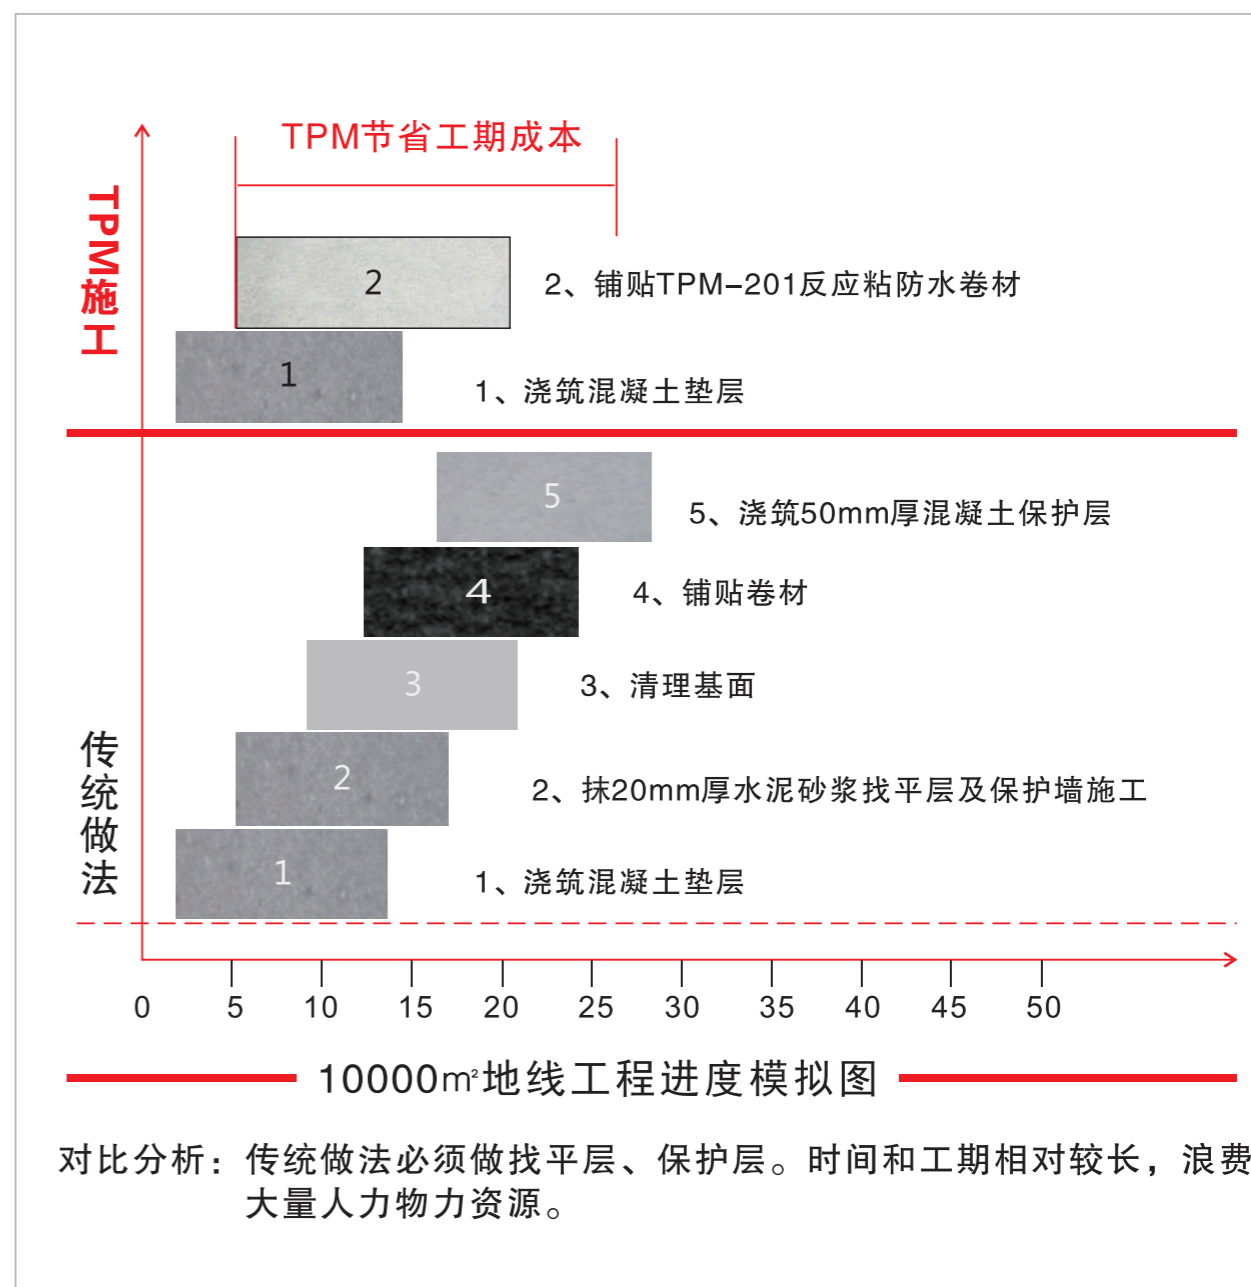 TPM节省工期成本
TPM施工
2
2、铺贴TPM-201反应粘防水卷材
1
1、浇筑混凝土垫层
5
5、浇筑50mm厚混凝土保护层
4
4、铺贴卷材
3
3、清理基面
传统做法
2
2、抹20mm厚水泥砂浆找平层及保护墙施工
1
1、浇筑混凝土垫层
0 5 10 15 20 25 30 35 40 45 50
10000㎡地线工程进度模拟图
对比分析：传统做法必须做找平层、保护层。时间和工期相对较长，浪费
大量人力物力资源。